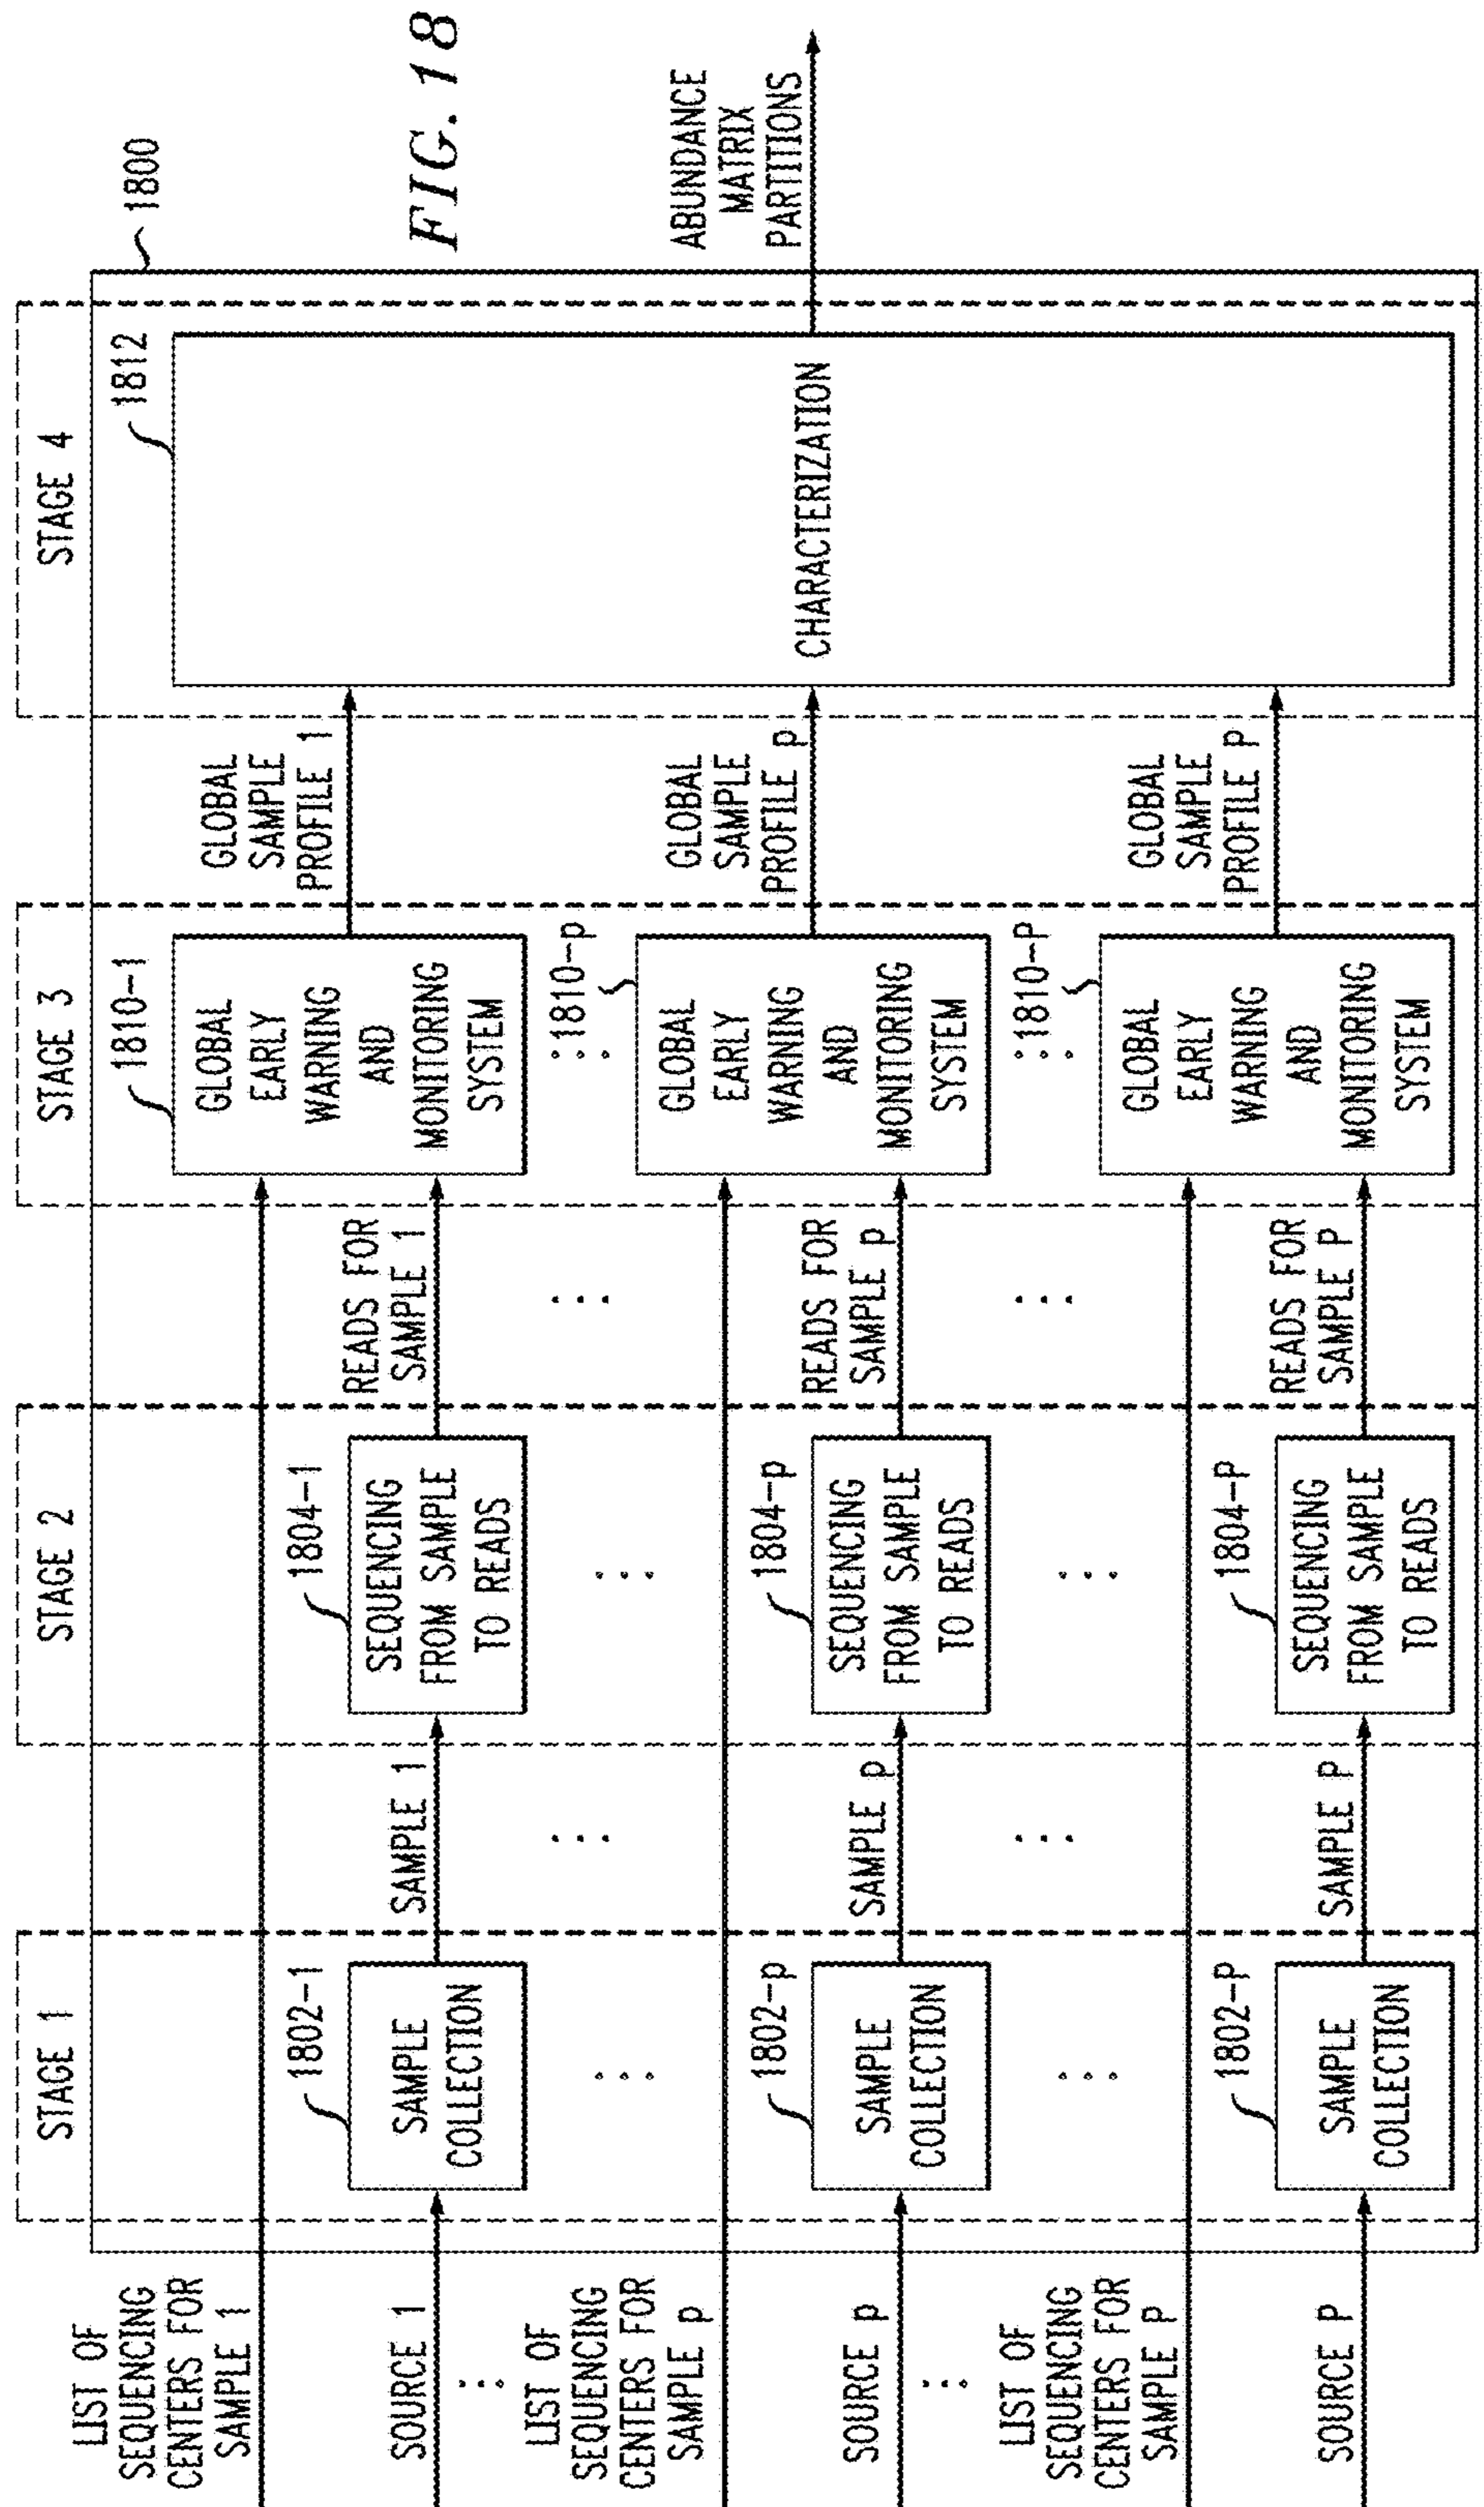 FIG. 18
1800
STAGE 1
STAGE 2
STAGE 3
STAGE 4
LIST OF
SEQUENCING
CENTERS FOR
SAMPLE 1
SOURCE 1
1802-1
SAMPLE
COLLECTION
SAMPLE 1
1804-1
SEQUENCING
FROM SAMPLE
TO READS
READS FOR
SAMPLE 1
1810-1
GLOBAL
EARLY
WARNING
AND
MONITORING
SYSTEM
GLOBAL
SAMPLE
PROFILE 1
1812
CHARACTERIZATION
ABUNDANCE
MATRIX
PARTITIONS
LIST OF
SEQUENCING
CENTERS FOR
SAMPLE p
SOURCE p
1802-p
SAMPLE
COLLECTION
SAMPLE p
1804-p
SEQUENCING
FROM SAMPLE
TO READS
READS FOR
SAMPLE p
1810-p
GLOBAL
EARLY
WARNING
AND
MONITORING
SYSTEM
GLOBAL
SAMPLE
PROFILE p
LIST OF
SEQUENCING
CENTERS FOR
SAMPLE P
SOURCE P
1802-P
SAMPLE
COLLECTION
SAMPLE P
1804-P
SEQUENCING
FROM SAMPLE
TO READS
READS FOR
SAMPLE P
1810-P
GLOBAL
EARLY
WARNING
AND
MONITORING
SYSTEM
GLOBAL
SAMPLE
PROFILE P